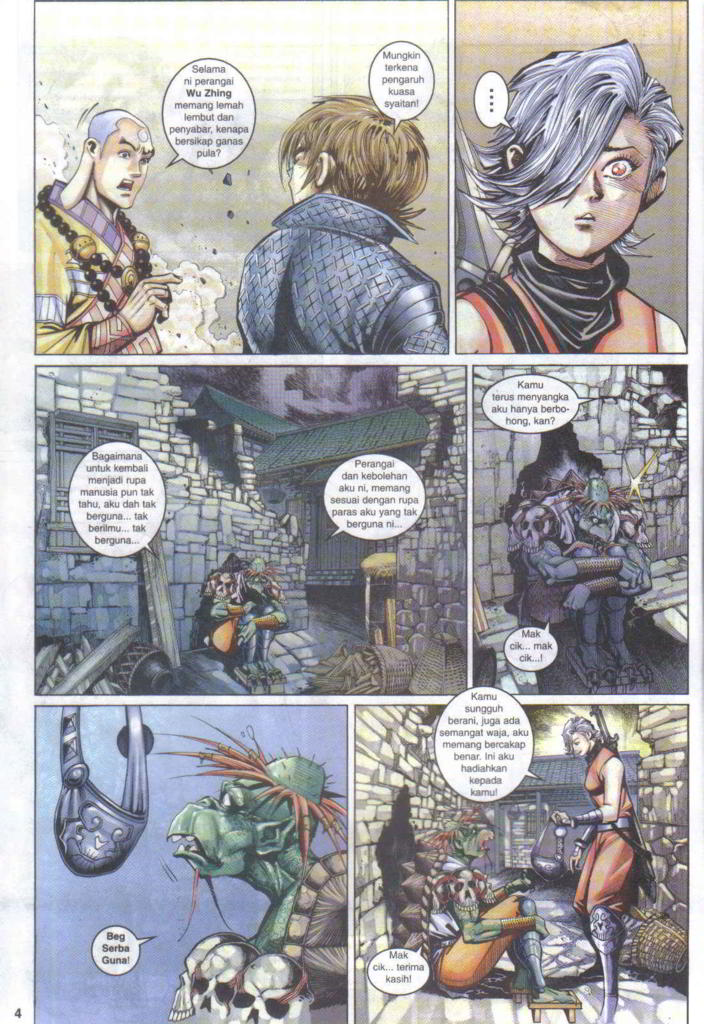 Selama
ni perangai
Wu Zhing
memang lemah
lembut dan
penyabar, kenapa
bersikap ganas
pula?
Mungkin
terkena
pengaruh
kuasa
syaitan!
....
Bagaimana
untuk kembali
menjadi rupa
manusia pun tak
tahu, aku dah tak
berguna... tak
berilmu... tak
berguna...
Perangai
dan kebolehan
aku ni, memang
sesuai dengan rupa
paras aku yang tak
berguna ni...
Kamu
terus menyangka
aku hanya berbo-
hong, kan?
Mak
cik... mak
cik...!
Beg
Serba
Guna!
Kamu
sungguh
berani, juga ada
semangat waja, aku
memang bercakap
benar. Ini aku
hadiahkan
kepada
kamu!
Mak
cik... terima
kasih!
4